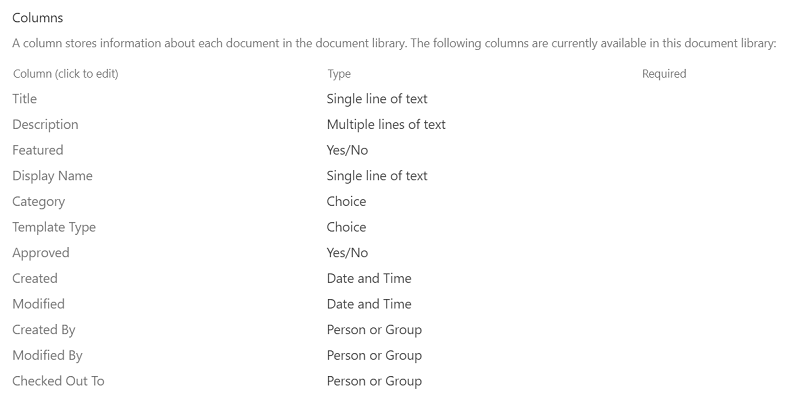 Columns
A column stores information about each document in the document library. The following columns are currently available in this document library:
Column (click to edit) Type Required
Title Single line of text
Description Multiple lines of text
Featured Yes/No
Display Name Single line of text
Category Choice
Template Type Choice
Approved Yes/No
Created Date and Time
Modified Date and Time
Created By Person or Group
Modified By Person or Group
Checked Out To Person or Group